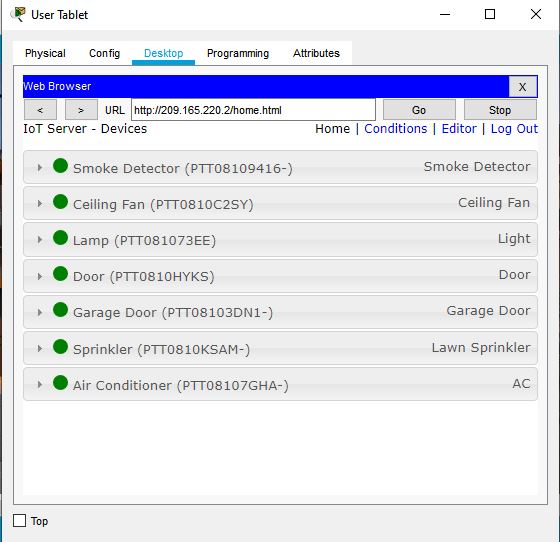 User Tablet
Physical Config Desktop Programming Attributes
Web Browser X
< > URL http://209.165.220.2/home.html Go Stop
IoT Server - Devices Home | Conditions | Editor | Log Out
Smoke Detector (PTT08109416-) Smoke Detector
Ceiling Fan (PTT0810C2SY) Ceiling Fan
Lamp (PTT081073EE) Light
Door (PTT0810HYKS) Door
Garage Door (PTT08103DN1-) Garage Door
Sprinkler (PTT0810KSAM-) Lawn Sprinkler
Air Conditioner (PTT08107GHA-) AC
Top